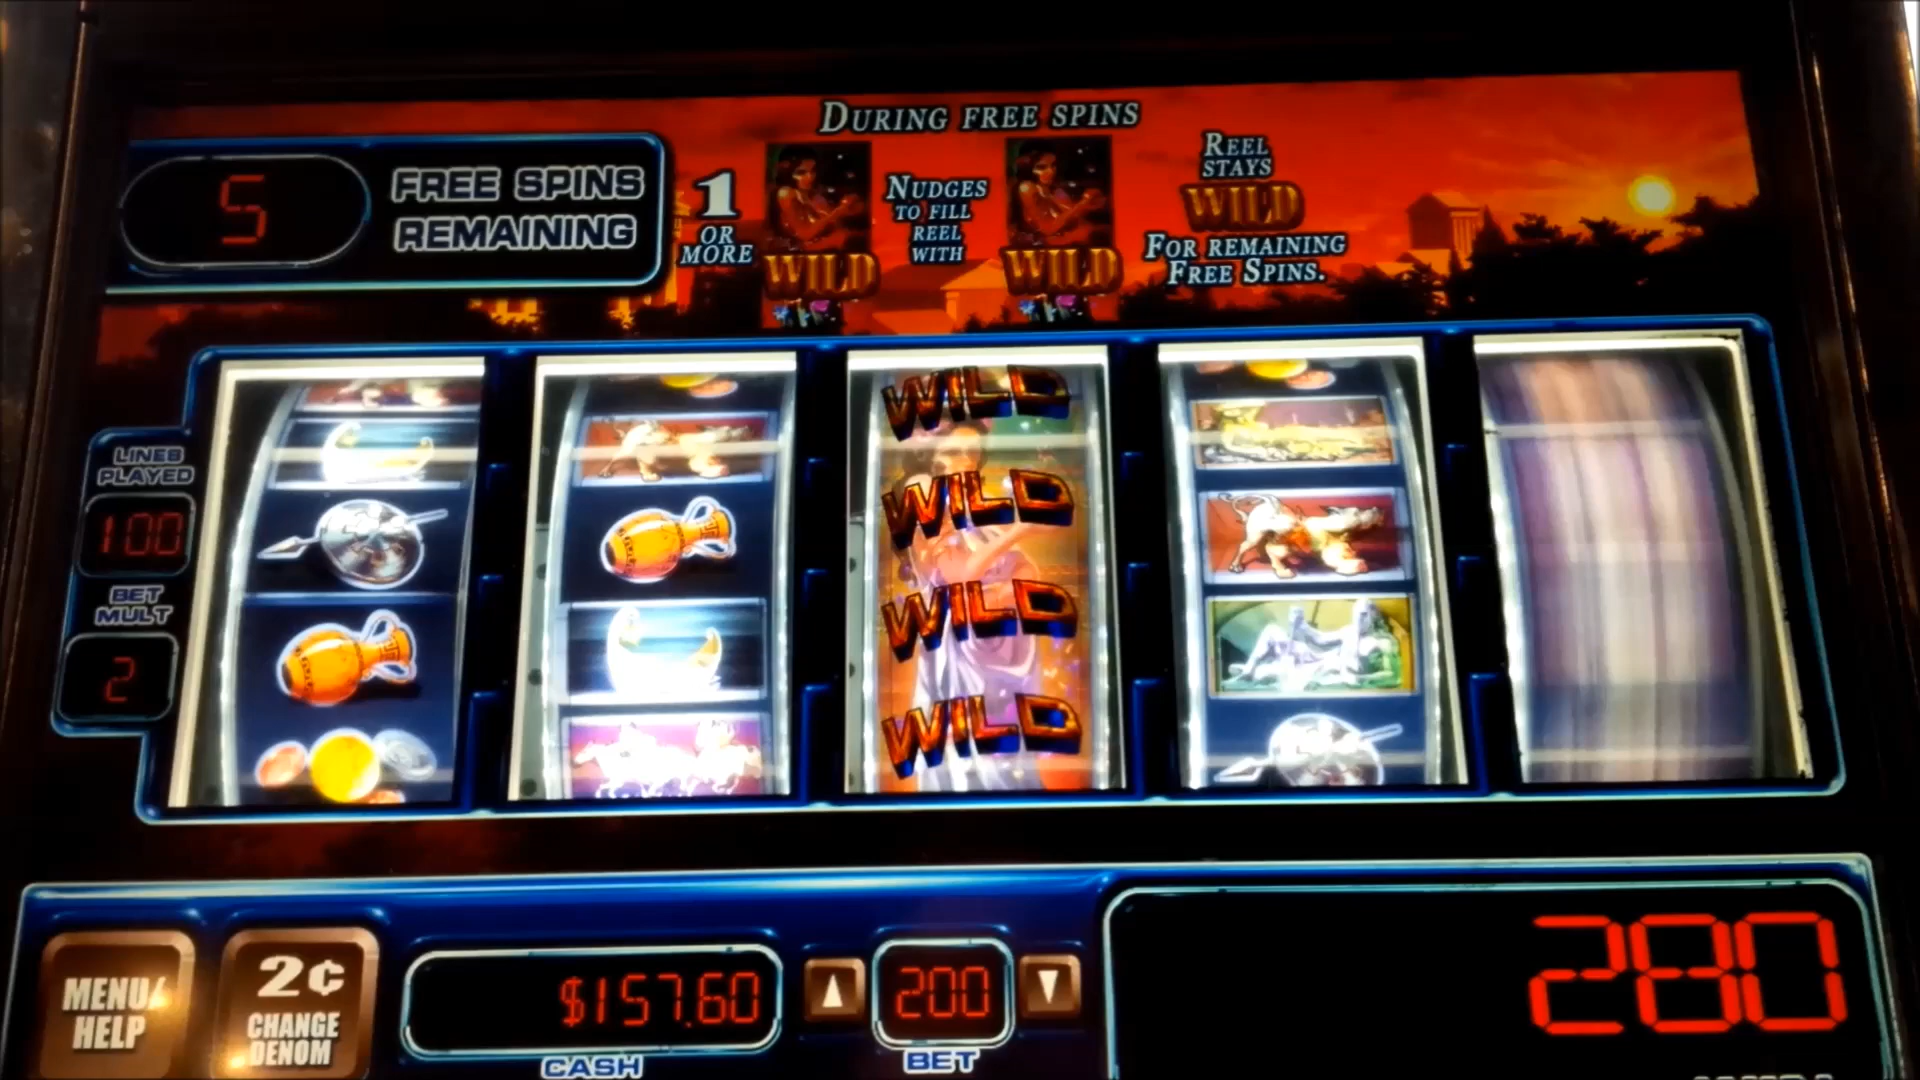 DURING FREE SPINS
5
FREE SPINS
REMAINING
1
OR
MORE
WILD
NUDGES
TO FILL
REEL
WITH
WILD
REEL
STAYS
WILD
FOR REMAINING
FREE SPINS.
LINES
PLAYED
100
BET
MULT
2
WILD
WILD
WILD
WILD
MENU/
HELP
2¢
CHANGE
DENOM
$157.60
CASH
200
BET
280